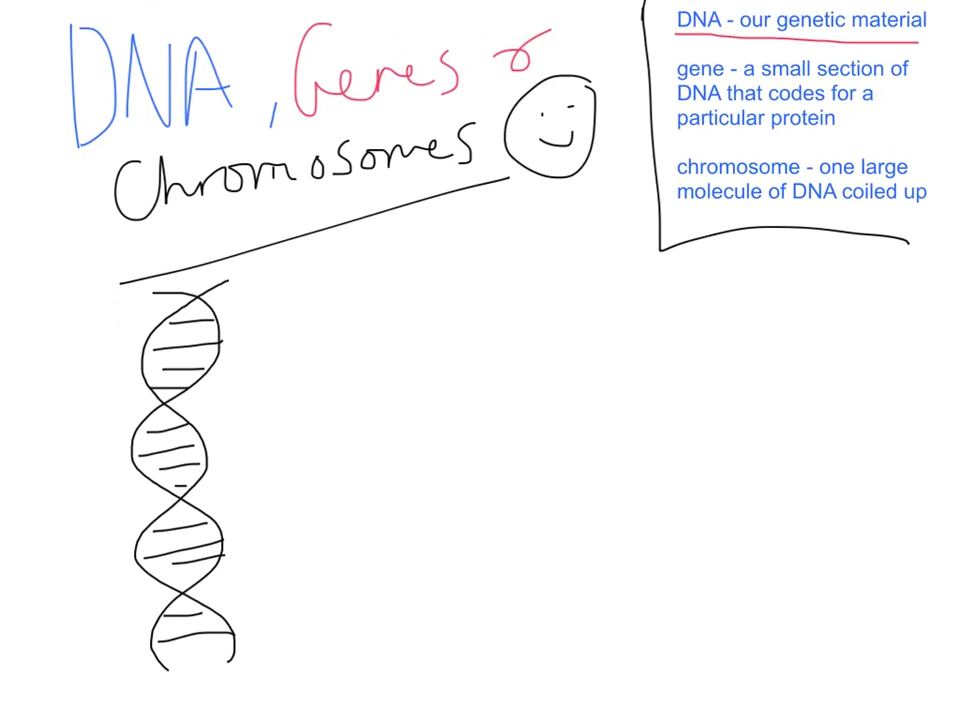 DNA, Genes &
Chromosomes
DNA - our genetic material
gene - a small section of
DNA that codes for a
particular protein
chromosome - one large
molecule of DNA coiled up